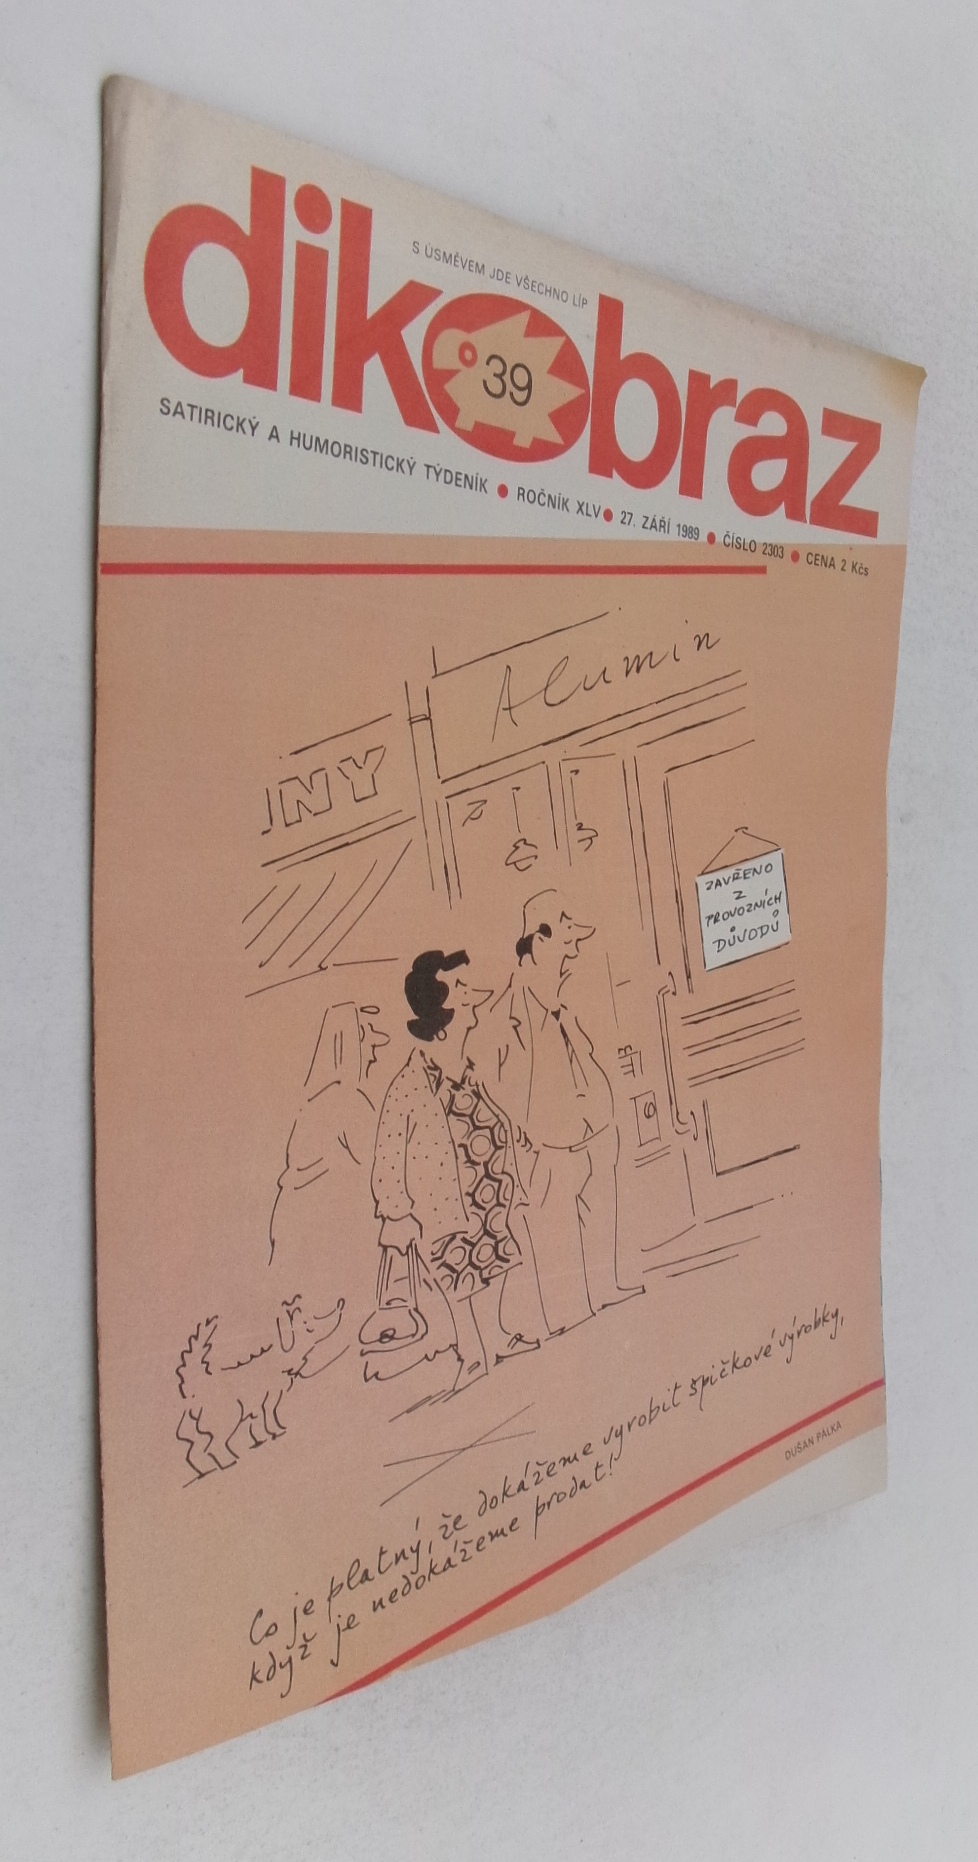 S ÚSMĚVEM JDE VŠECHNO LÍP
dikobraz
39
SATIRICKÝ A HUMORISTICKÝ TÝDENÍK ● ROČNÍK XLV ● 27. ZÁŘÍ 1989 ● ČÍSLO 2303 ● CENA 2 Kčs
Alumin
NY
ZAVŘENO
Z
PROVOZNÍCH
DŮVODŮ
Co je platný, že dokážeme vyrobit špičkové výrobky,
když je nedokážeme prodat!
DUŠAN PÁLKA